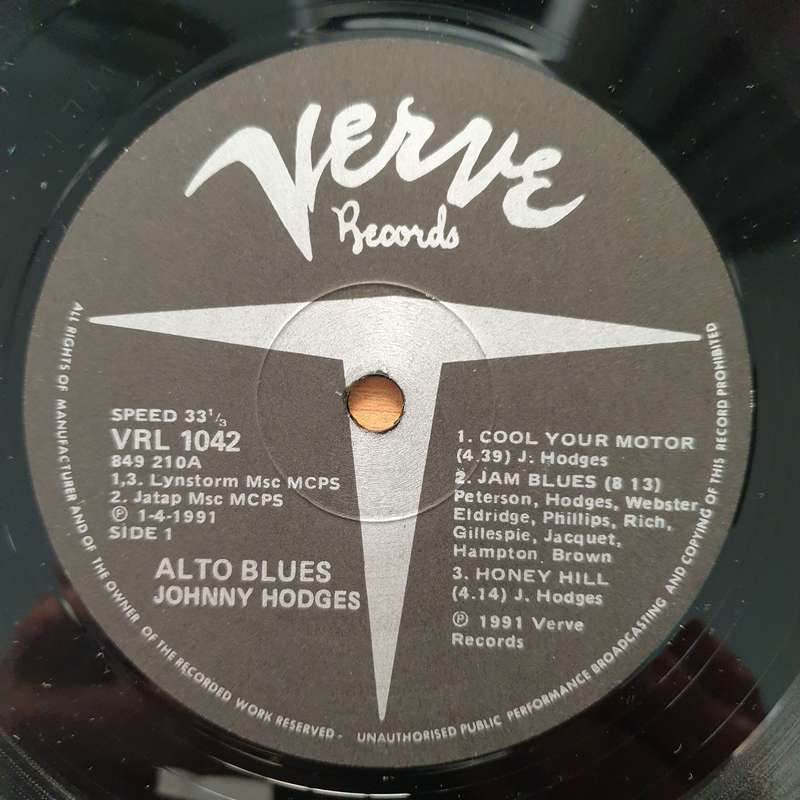 Verve
Records
SPEED 33 1/3
VRL 1042
849 210A
1,3. Lynstorm Msc MCPS
2. Jatap Msc MCPS
℗ 1-4-1991
SIDE 1
ALTO BLUES
JOHNNY HODGES
1. COOL YOUR MOTOR
(4.39) J. Hodges
2. JAM BLUES (8 13)
Peterson, Hodges, Webster,
Eldridge, Phillips, Rich,
Gillespie, Jacquet,
Hampton, Brown
3. HONEY HILL
(4.14) J. Hodges
℗ 1991 Verve
Records
ALL RIGHTS OF MANUFACTURER AND OF THE OWNER OF THE RECORDED WORK RESERVED - UNAUTHORISED PUBLIC PERFORMANCE BROADCASTING AND COPYING OF THIS RECORD PROHIBITED